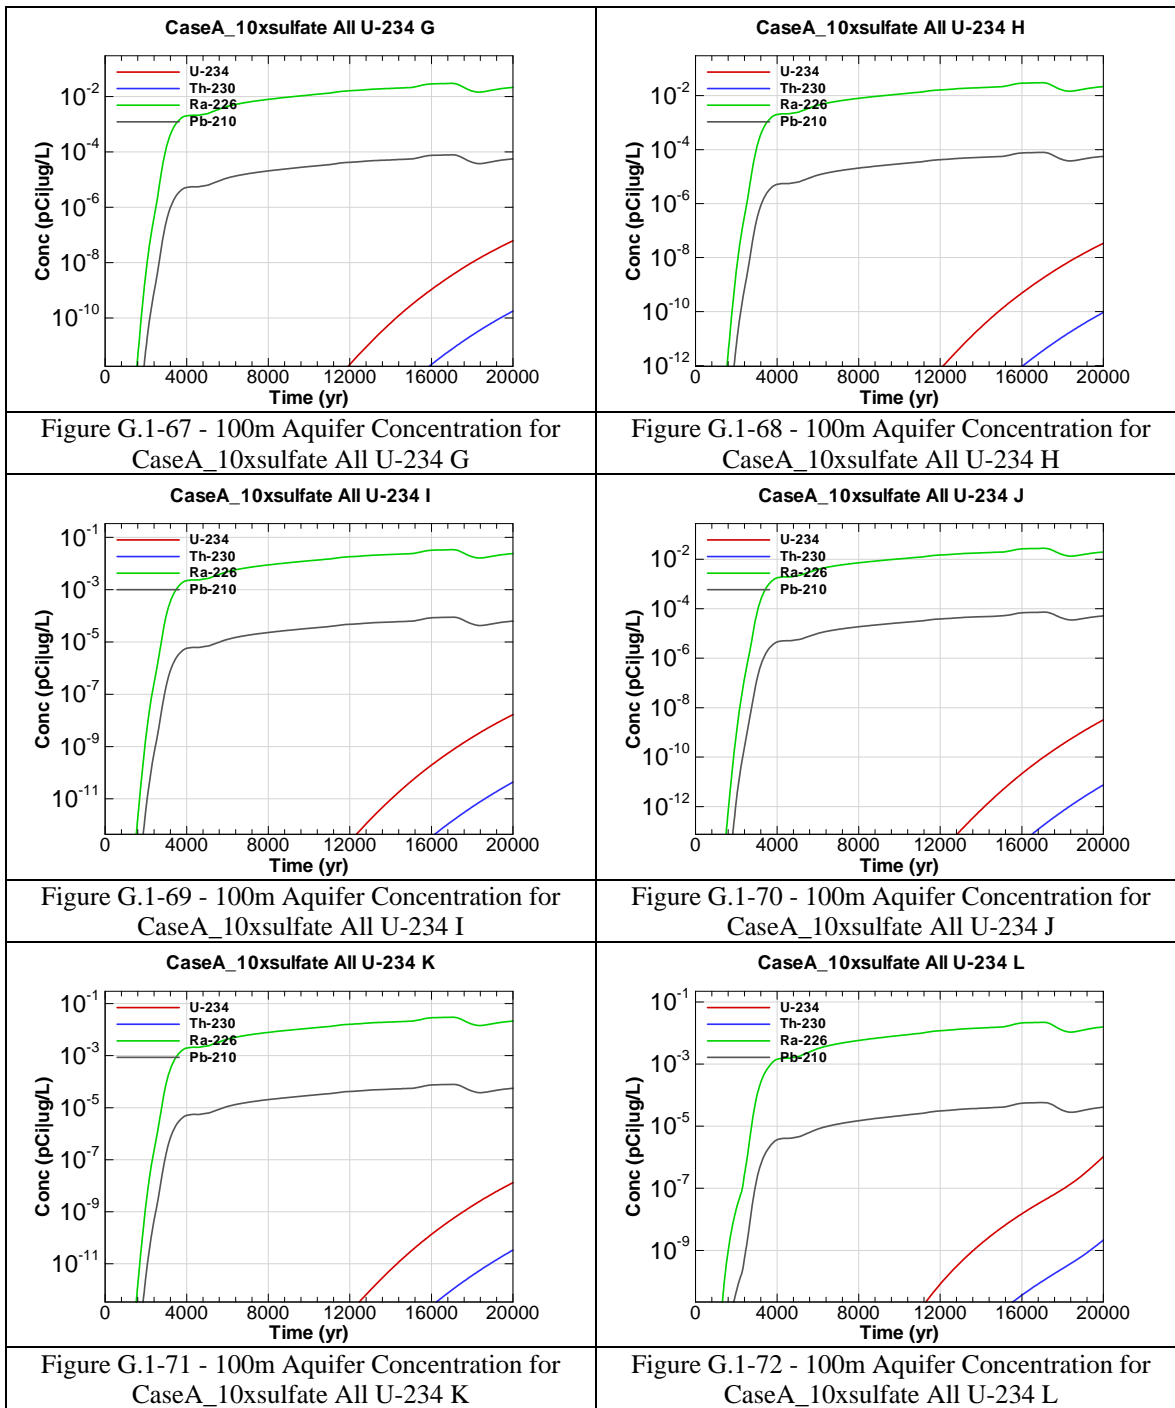 CaseA_10xsulfate All U-234 G
U-234
Th-230
Ra-226
Pb-210
Conc (pCi|ug/L)
10-2
10-4
10-6
10-8
10-10
0 4000 8000 12000 16000 20000
Time (yr)
Figure G.1-67 - 100m Aquifer Concentration for
CaseA_10xsulfate All U-234 G
CaseA_10xsulfate All U-234 H
U-234
Th-230
Ra-226
Pb-210
Conc (pCi|ug/L)
10-2
10-4
10-6
10-8
10-10
10-12
0 4000 8000 12000 16000 20000
Time (yr)
Figure G.1-68 - 100m Aquifer Concentration for
CaseA_10xsulfate All U-234 H
CaseA_10xsulfate All U-234 I
U-234
Th-230
Ra-226
Pb-210
Conc (pCi|ug/L)
10-1
10-3
10-5
10-7
10-9
10-11
0 4000 8000 12000 16000 20000
Time (yr)
Figure G.1-69 - 100m Aquifer Concentration for
CaseA_10xsulfate All U-234 I
CaseA_10xsulfate All U-234 J
U-234
Th-230
Ra-226
Pb-210
Conc (pCi|ug/L)
10-2
10-4
10-6
10-8
10-10
10-12
0 4000 8000 12000 16000 20000
Time (yr)
Figure G.1-70 - 100m Aquifer Concentration for
CaseA_10xsulfate All U-234 J
CaseA_10xsulfate All U-234 K
U-234
Th-230
Ra-226
Pb-210
Conc (pCi|ug/L)
10-1
10-3
10-5
10-7
10-9
10-11
0 4000 8000 12000 16000 20000
Time (yr)
Figure G.1-71 - 100m Aquifer Concentration for
CaseA_10xsulfate All U-234 K
CaseA_10xsulfate All U-234 L
U-234
Th-230
Ra-226
Pb-210
Conc (pCi|ug/L)
10-1
10-3
10-5
10-7
10-9
0 4000 8000 12000 16000 20000
Time (yr)
Figure G.1-72 - 100m Aquifer Concentration for
CaseA_10xsulfate All U-234 L